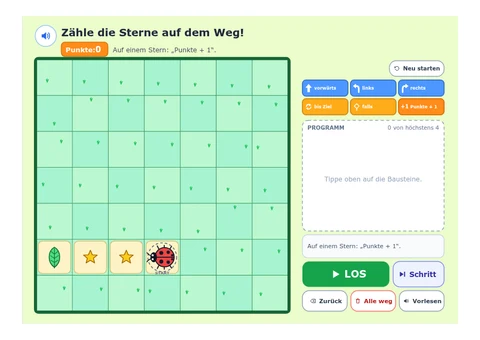 Zähle die Sterne auf dem Weg!
Punkte:0
Auf einem Stern: „Punkte + 1“.
Neu starten
vorwärts
links
rechts
bis Ziel
falls
+1 Punkte + 1
PROGRAMM
0 von höchstens 4
Tippe oben auf die Bausteine.
Auf einem Stern: „Punkte + 1“.
LOS
Schritt
Zurück
Alle weg
Vorlesen